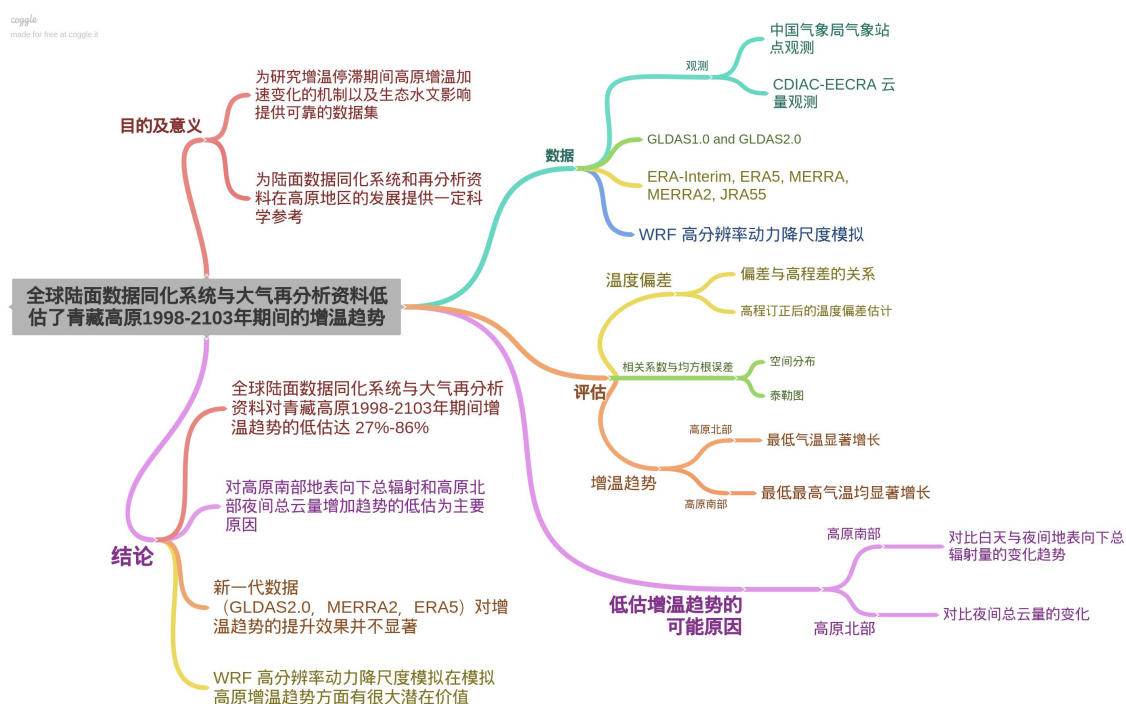 coggle
made for free at coggle.it
全球陆面数据同化系统与大气再分析资料低
估了青藏高原1998-2103年期间的增温趋势
目的及意义
为研究增温停滞期间高原增温加
速变化的机制以及生态水文影响
提供可靠的数据集
为陆面数据同化系统和再分析资
料在高原地区的发展提供一定科
学参考
数据
观测
中国气象局气象站
点观测
CDIAC-EECRA 云
量观测
GLDAS1.0 and GLDAS2.0
ERA-Interim, ERA5, MERRA,
MERRA2, JRA55
WRF 高分辨率动力降尺度模拟
评估
温度偏差
偏差与高程差的关系
高程订正后的温度偏差估计
相关系数与均方根误差
空间分布
泰勒图
增温趋势
高原北部
最低气温显著增长
高原南部
最低最高气温均显著增长
低估增温趋势的
可能原因
高原南部
对比白天与夜间地表向下总
辐射量的变化趋势
高原北部
对比夜间总云量的变化
结论
全球陆面数据同化系统与大气再分析
资料对青藏高原1998-2103年期间增
温趋势的低估达 27%-86%
对高原南部地表向下总辐射和高原北
部夜间总云量增加趋势的低估为主要
原因
新一代数据
（GLDAS2.0，MERRA2，ERA5）对增
温趋势的提升效果并不显著
WRF 高分辨率动力降尺度模拟在模拟
高原增温趋势方面有很大潜在价值